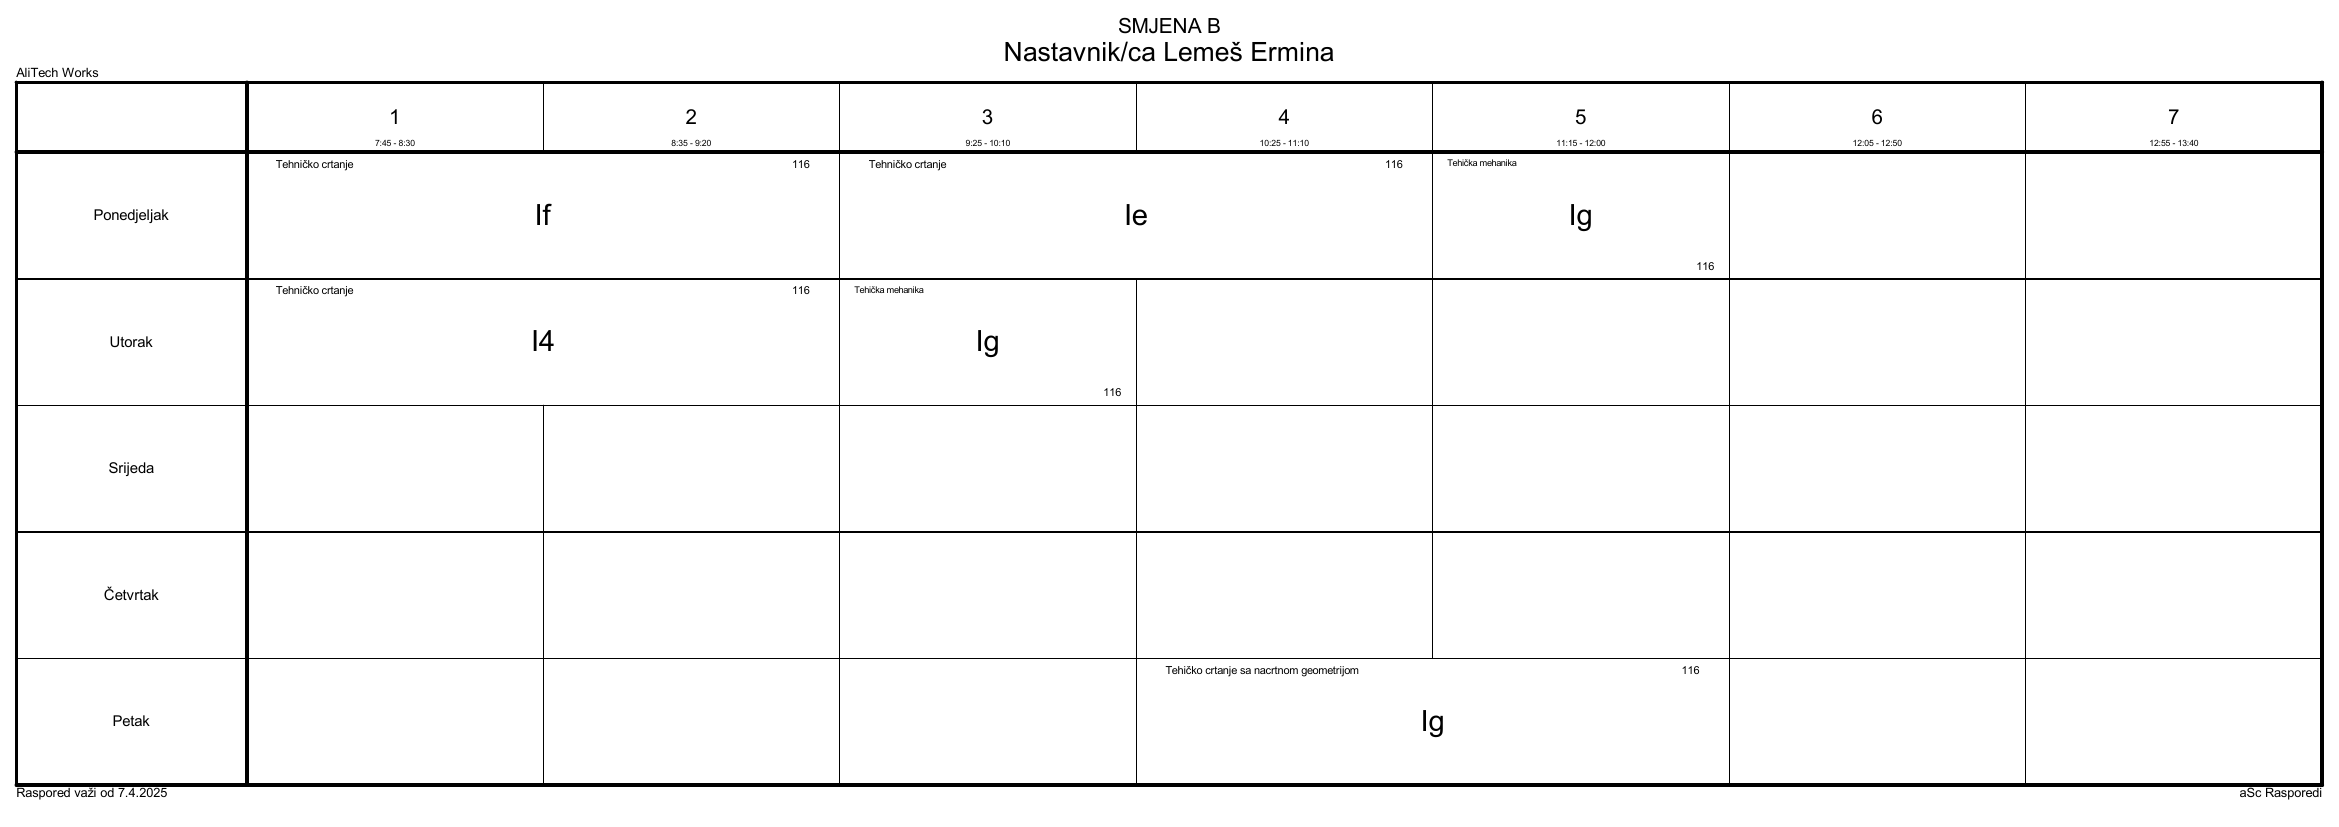 SMJENA B
Nastavnik/ca Lemeš Ermina
AliTech Works
1 2 3 4 5 6 7
7:45 - 8:30 8:35 - 9:20 9:25 - 10:10 10:25 - 11:10 11:15 - 12:00 12:05 - 12:50 12:55 - 13:40
Tehničko crtanje 116 Tehničko crtanje 116 Tehička mehanika
Ponedjeljak If Ie Ig
116
Tehničko crtanje 116 Tehička mehanika
Utorak I4 Ig
116
Srijeda
Četvrtak
Tehičko crtanje sa nacrtnom geometrijom 116
Petak Ig
Raspored važi od 7.4.2025 aSc Rasporedi